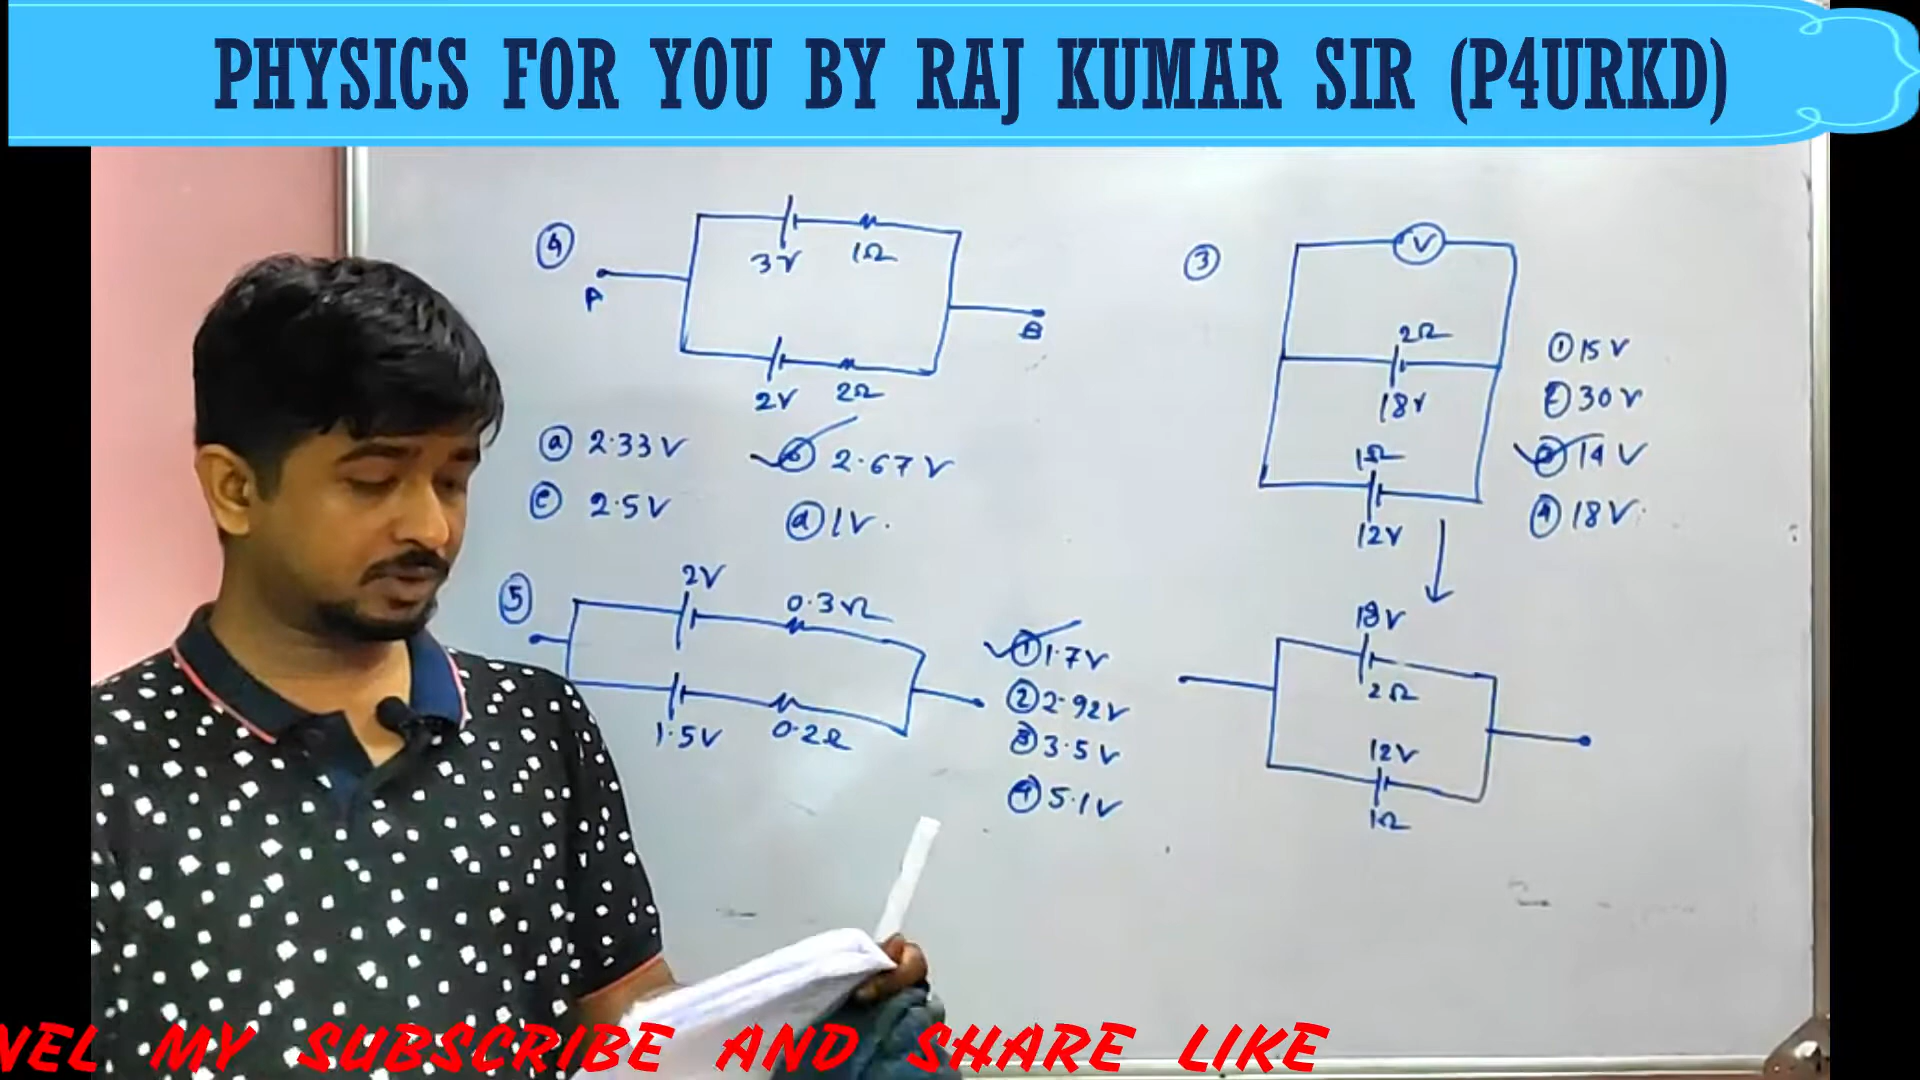 PHYSICS FOR YOU BY RAJ KUMAR SIR (P4URKD)
④
3V 1Ω
A
B
2V 2Ω
ⓐ 2.33V ⓑ 2.67V
ⓒ 2.5V ⓓ 1V.
⑤
2V 0.3Ω
1.5V 0.2Ω
① 1.7V
② 2.92V
③ 3.5V
④ 5.1V
③
V
2Ω
18V
1Ω
12V
① 15V
② 30V
③ 14V
④ 18V.
18V
2Ω
12V
1Ω
NEL MY SUBSCRIBE AND SHARE LIKE